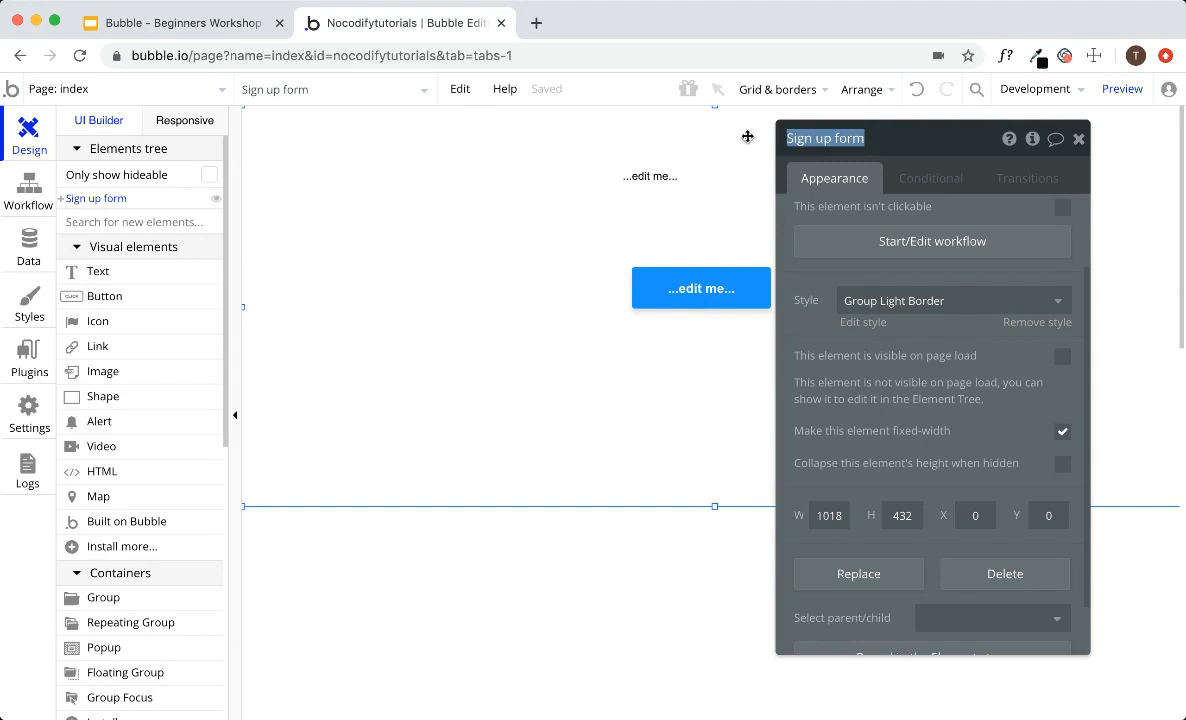 Bubble - Beginners Workshop
Nocodifytutorials | Bubble Edit
bubble.io/page?name=index&id=nocodifytutorials&tab=tabs-1
f?
T
b
Page: index
Sign up form
Edit
Help
Saved
Grid & borders
Arrange
Development
Preview
Design
Workflow
Data
Styles
Plugins
Settings
Logs
UI Builder
Responsive
Elements tree
Only show hideable
+Sign up form
Search for new elements...
Visual elements
Text
CLICK Button
Icon
Link
Image
Shape
Alert
Video
</> HTML
Map
Built on Bubble
Install more...
Containers
Group
Repeating Group
Popup
Floating Group
Group Focus
...edit me...
...edit me...
Sign up form
Appearance
Conditional
Transitions
This element isn't clickable
Start/Edit workflow
Style
Group Light Border
Edit style
Remove style
This element is visible on page load
This element is not visible on page load, you can
show it to edit it in the Element Tree.
Make this element fixed-width
Collapse this element's height when hidden
W 1018 H 432 X 0 Y 0
Replace
Delete
Select parent/child